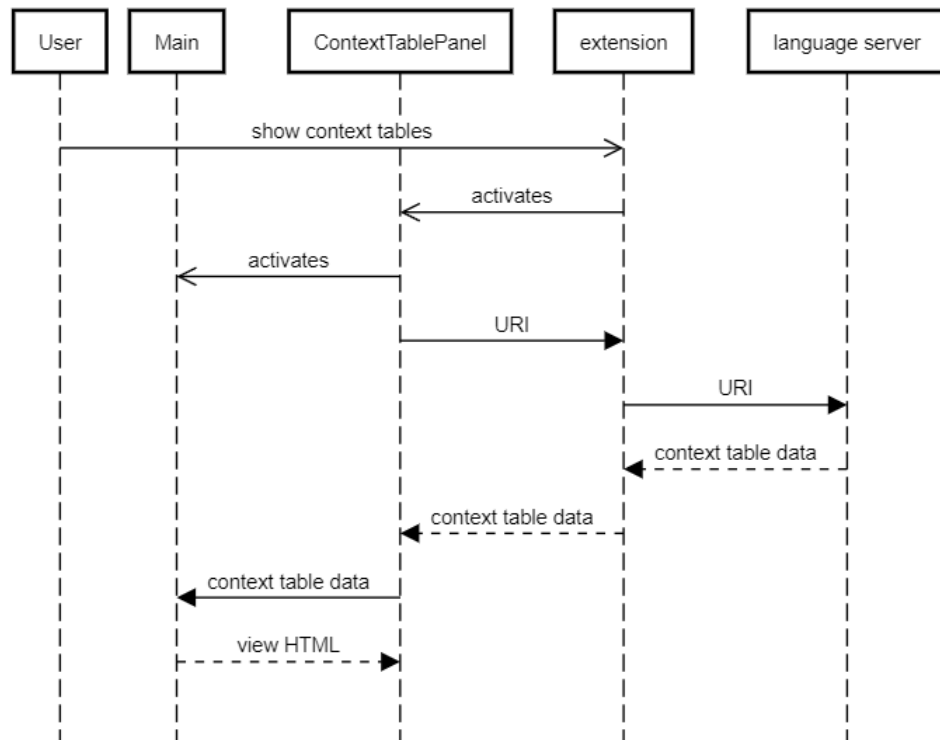 User
Main
ContextTablePanel
extension
language server
show context tables
activates
activates
URI
URI
context table data
context table data
context table data
view HTML